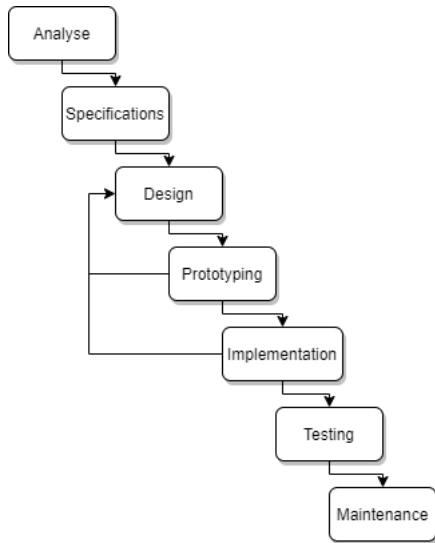 Analyse
Specifications
Design
Prototyping
Implementation
Testing
Maintenance